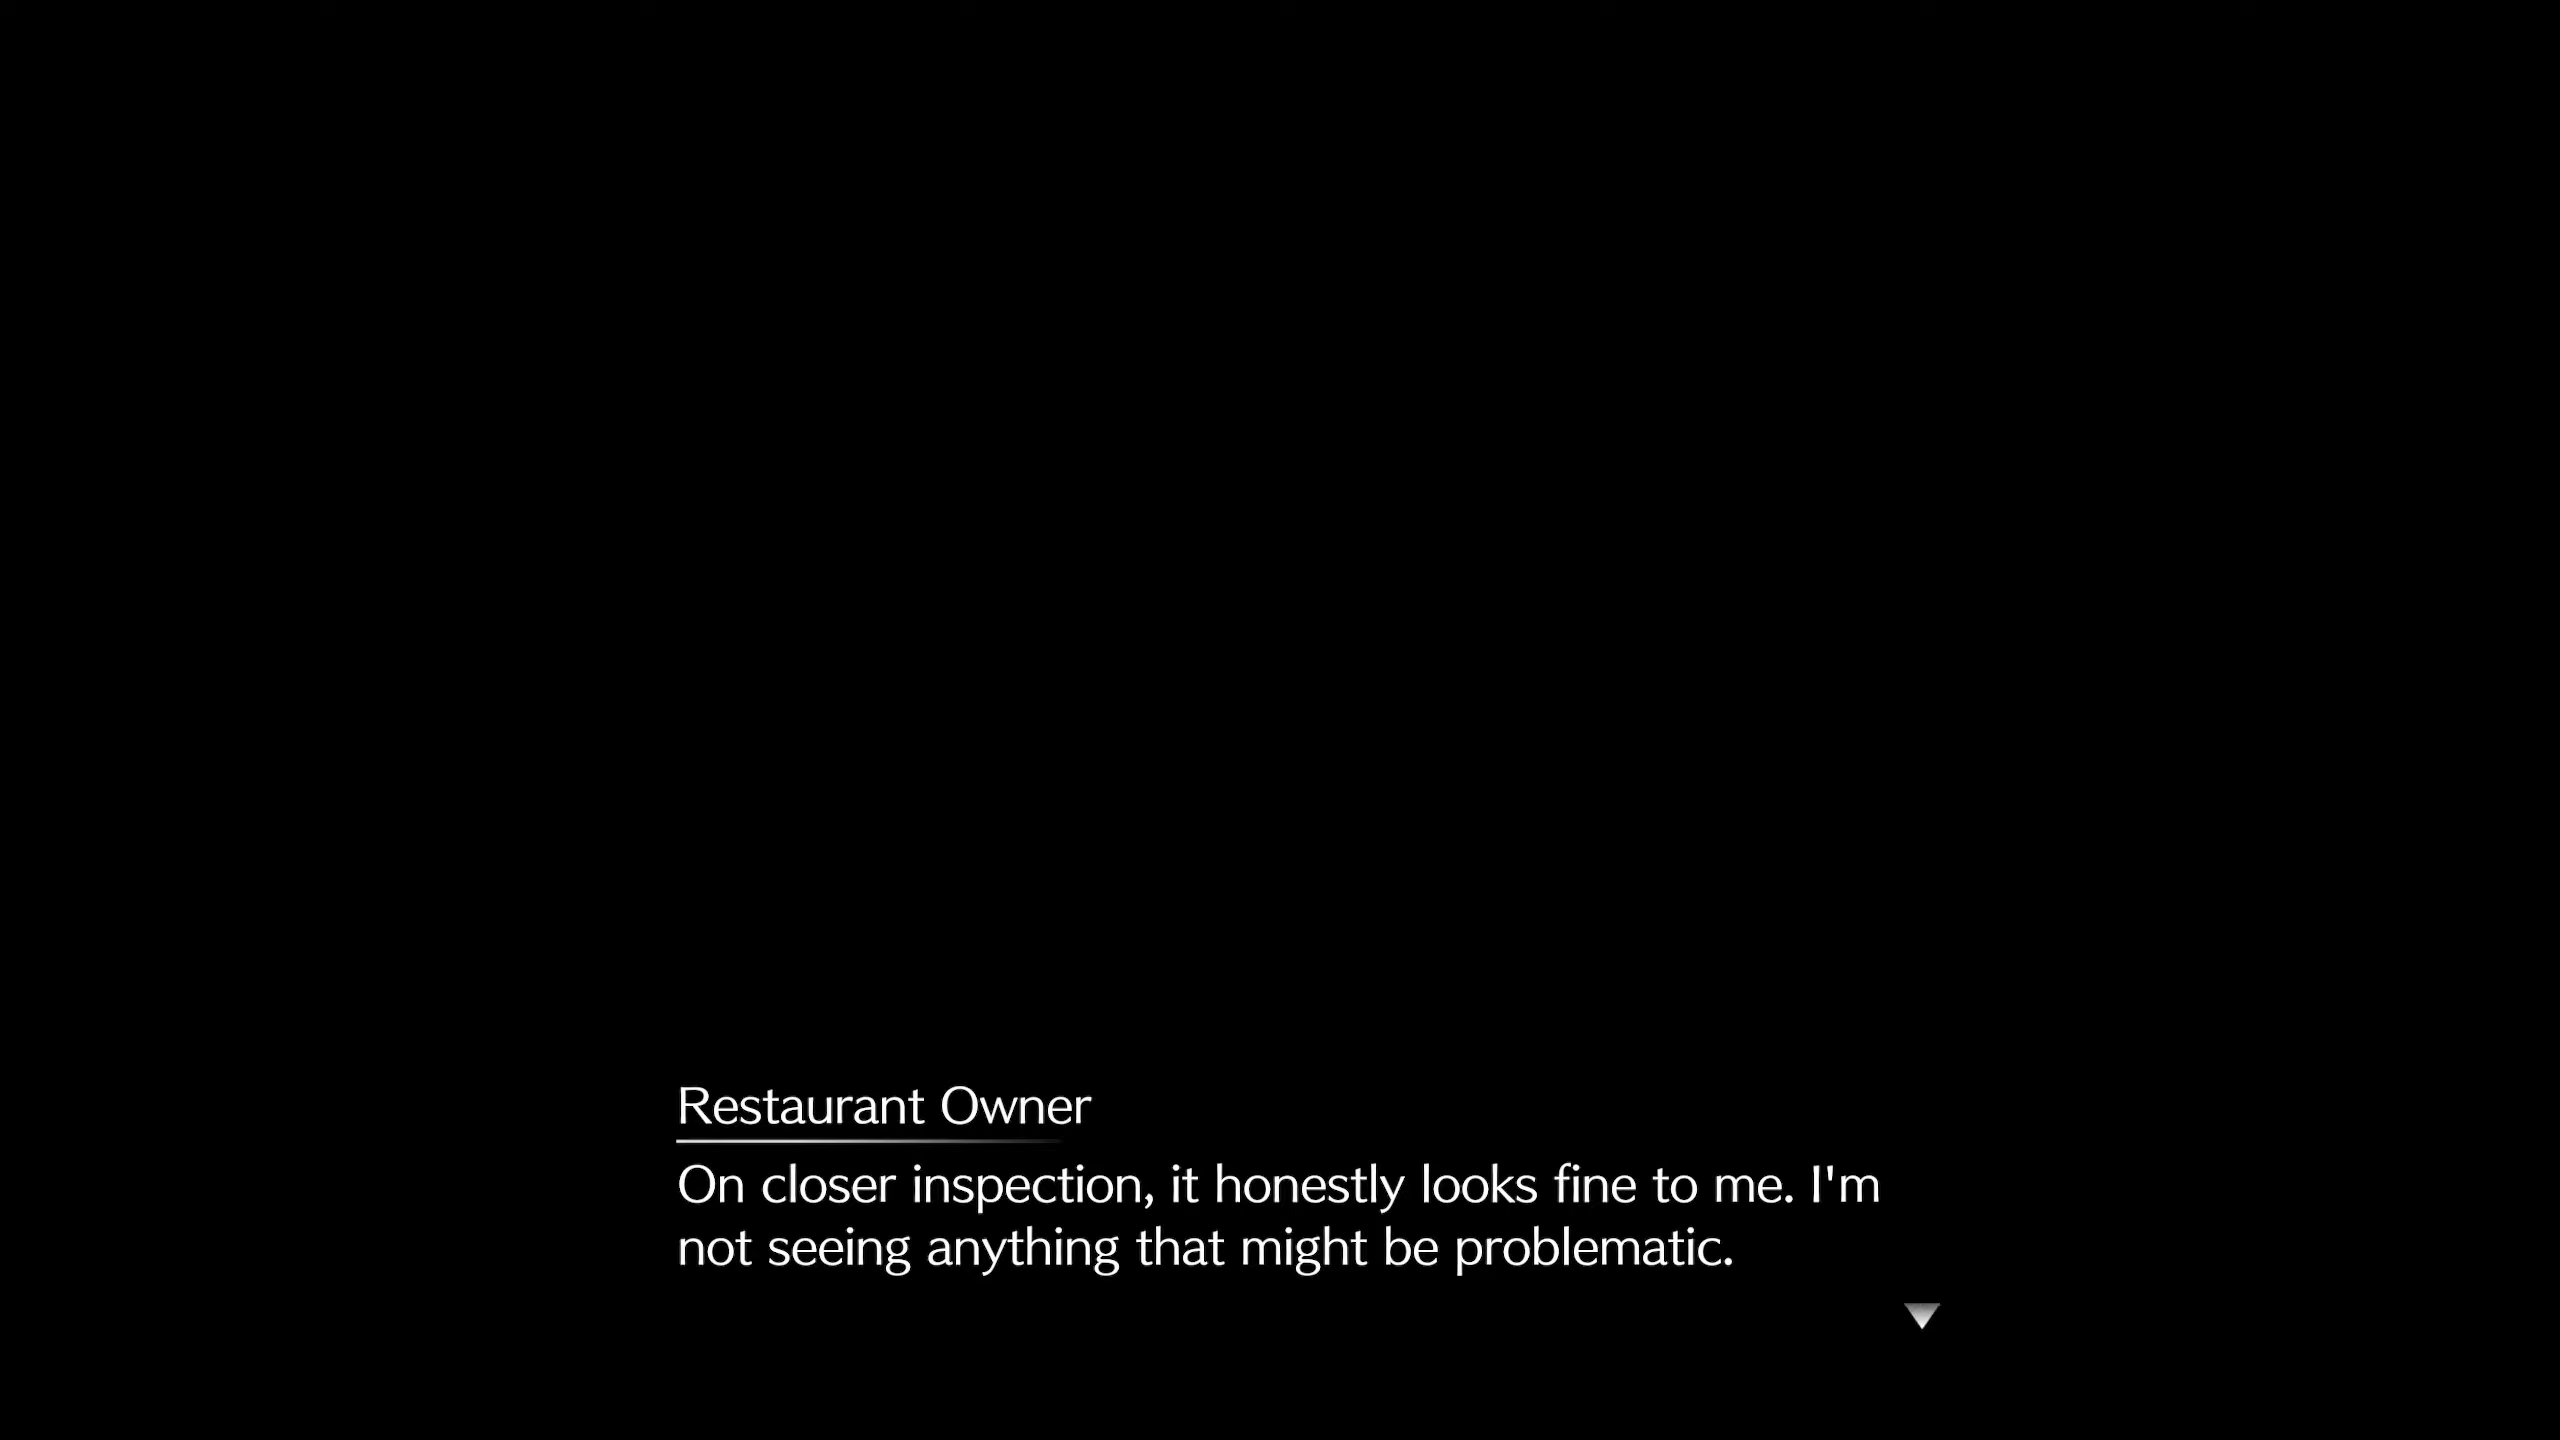 Restaurant Owner
On closer inspection, it honestly looks fine to me. I'm
not seeing anything that might be problematic.